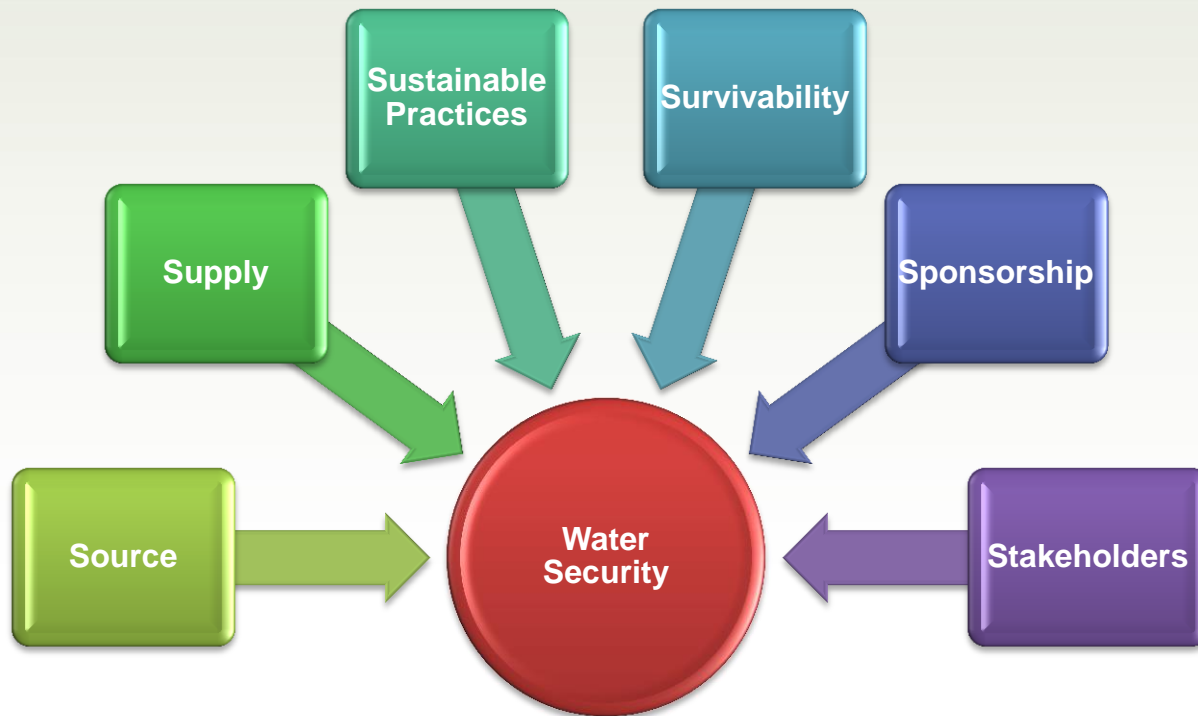 Sustainable
Practices
Survivability
Supply
Sponsorship
Source
Water
Security
Stakeholders